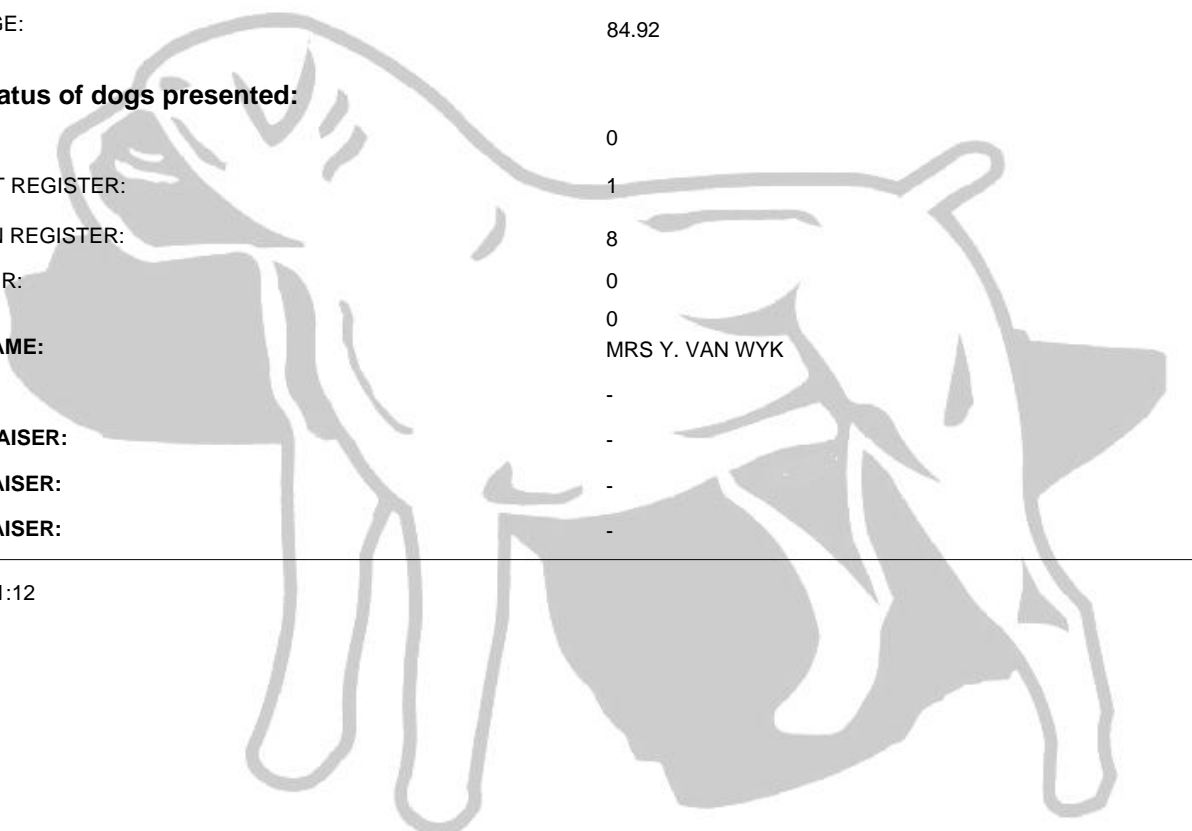 GE: 84.92
atus of dogs presented:
0
T REGISTER: 1
N REGISTER: 8
R: 0
0
AME: MRS Y. VAN WYK
-
AISER: -
AISER: -
AISER: -
1:12